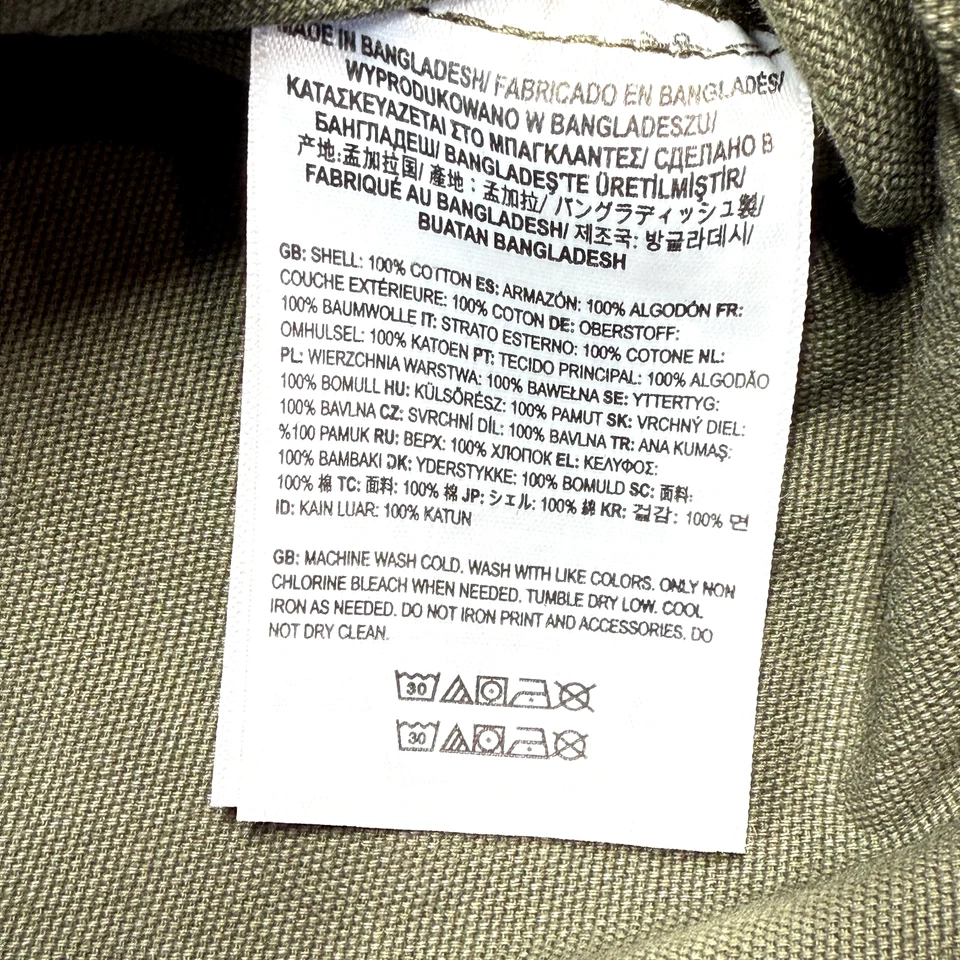 MADE IN BANGLADESH/ FABRICADO EN BANGLADÉS/
WYPRODUKOWANO W BANGLADESZU/
ΚΑΤΑΣΚΕΥΑΖΕΤΑΙ ΣΤΟ ΜΠΑΓΚΛΑΝΤΕΣ/ СДЕЛАНО В
БАНГЛАДЕШ/ BANGLADEŞ'TE ÜRETİLMİŞTİR/
产地:孟加拉国/ 產地：孟加拉/ バングラディッシュ製/
FABRIQUÉ AU BANGLADESH/ 제조국: 방글라데시/
BUATAN BANGLADESH
GB: SHELL: 100% COTTON ES: ARMAZÓN: 100% ALGODÓN FR:
COUCHE EXTÉRIEURE: 100% COTON DE: OBERSTOFF:
100% BAUMWOLLE IT: STRATO ESTERNO: 100% COTONE NL:
OMHULSEL: 100% KATOEN PT: TECIDO PRINCIPAL: 100% ALGODÃO
PL: WIERZCHNIA WARSTWA: 100% BAWEŁNA SE: YTTERTYG:
100% BOMULL HU: KÜLSŐRÉSZ: 100% PAMUT SK: VRCHNÝ DIEL:
100% BAVLNA CZ: SVRCHNÍ DÍL: 100% BAVLNA TR: ANA KUMAŞ:
%100 PAMUK RU: ВЕРХ: 100% ХЛОПОК EL: ΚΕΛΥΦΟΣ:
100% ΒΑΜΒΑΚΙ DK: YDERSTYKKE: 100% BOMULD SC: 面料:
100% 棉 TC: 面料: 100% 棉 JP: シェル: 100% 綿 KR: 겉감: 100% 면
ID: KAIN LUAR: 100% KATUN
GB: MACHINE WASH COLD. WASH WITH LIKE COLORS. ONLY NON
CHLORINE BLEACH WHEN NEEDED. TUMBLE DRY LOW. COOL
IRON AS NEEDED. DO NOT IRON PRINT AND ACCESSORIES. DO
NOT DRY CLEAN.
30
30